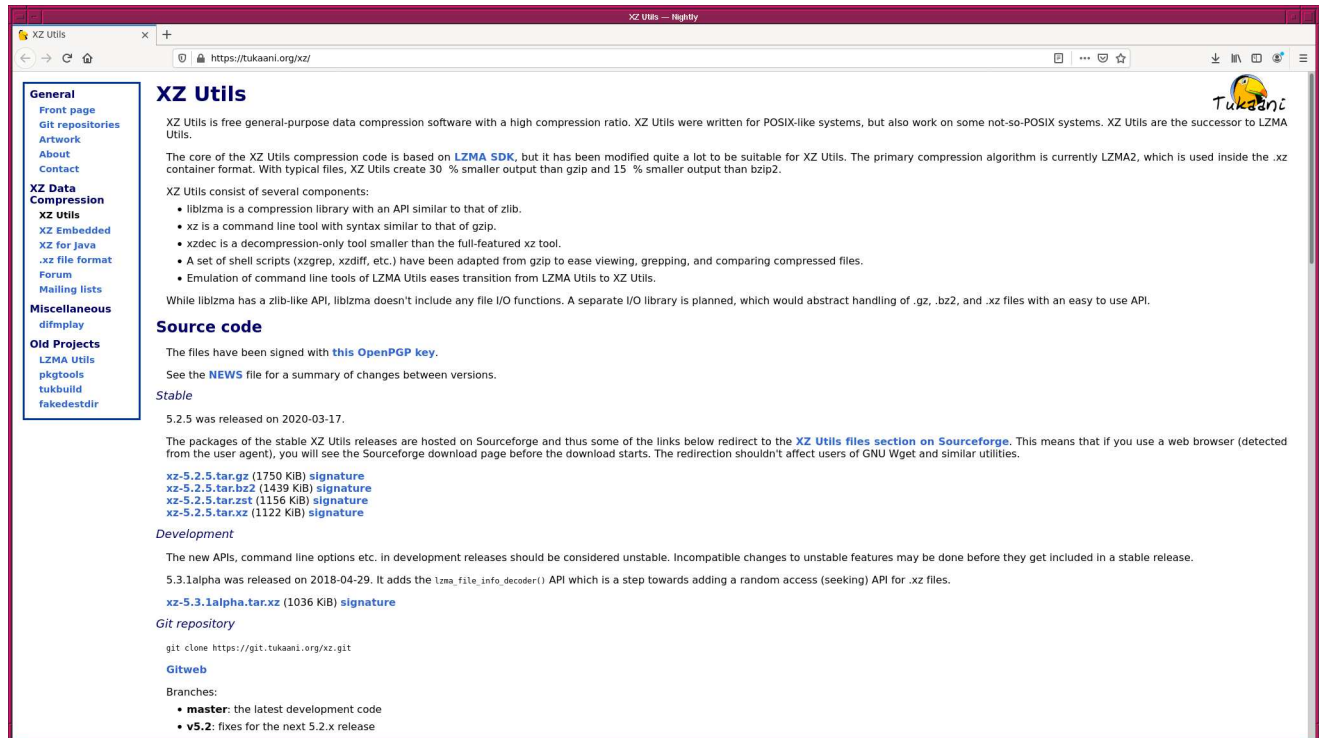 XZ Utils — Nightly
XZ Utils
https://tukaani.org/xz/
General
Front page
Git repositories
Artwork
About
Contact
XZ Data
Compression
XZ Utils
XZ Embedded
XZ for Java
.xz file format
Forum
Mailing lists
Miscellaneous
difmplay
Old Projects
LZMA Utils
pkgtools
tukbuild
fakedestdir
Tukaani
XZ Utils
XZ Utils is free general-purpose data compression software with a high compression ratio. XZ Utils were written for POSIX-like systems, but also work on some not-so-POSIX systems. XZ Utils are the successor to LZMA
Utils.
The core of the XZ Utils compression code is based on LZMA SDK, but it has been modified quite a lot to be suitable for XZ Utils. The primary compression algorithm is currently LZMA2, which is used inside the .xz
container format. With typical files, XZ Utils create 30 % smaller output than gzip and 15 % smaller output than bzip2.
XZ Utils consist of several components:
• liblzma is a compression library with an API similar to that of zlib.
• xz is a command line tool with syntax similar to that of gzip.
• xzdec is a decompression-only tool smaller than the full-featured xz tool.
• A set of shell scripts (xzgrep, xzdiff, etc.) have been adapted from gzip to ease viewing, grepping, and comparing compressed files.
• Emulation of command line tools of LZMA Utils eases transition from LZMA Utils to XZ Utils.
While liblzma has a zlib-like API, liblzma doesn't include any file I/O functions. A separate I/O library is planned, which would abstract handling of .gz, .bz2, and .xz files with an easy to use API.
Source code
The files have been signed with this OpenPGP key.
See the NEWS file for a summary of changes between versions.
Stable
5.2.5 was released on 2020-03-17.
The packages of the stable XZ Utils releases are hosted on Sourceforge and thus some of the links below redirect to the XZ Utils files section on Sourceforge. This means that if you use a web browser (detected
from the user agent), you will see the Sourceforge download page before the download starts. The redirection shouldn't affect users of GNU Wget and similar utilities.
xz-5.2.5.tar.gz (1750 KiB) signature
xz-5.2.5.tar.bz2 (1439 KiB) signature
xz-5.2.5.tar.zst (1156 KiB) signature
xz-5.2.5.tar.xz (1122 KiB) signature
Development
The new APIs, command line options etc. in development releases should be considered unstable. Incompatible changes to unstable features may be done before they get included in a stable release.
5.3.1alpha was released on 2018-04-29. It adds the lzma_file_info_decoder() API which is a step towards adding a random access (seeking) API for .xz files.
xz-5.3.1alpha.tar.xz (1036 KiB) signature
Git repository
git clone https://git.tukaani.org/xz.git
Gitweb
Branches:
• master: the latest development code
• v5.2: fixes for the next 5.2.x release